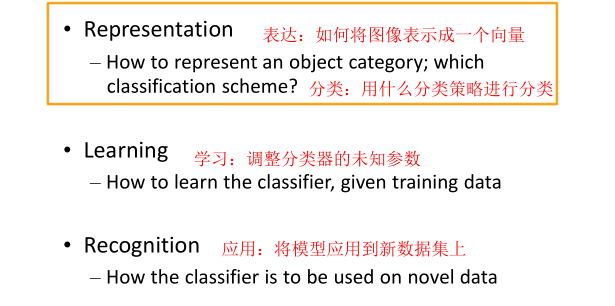 • Representation 表达：如何将图像表示成一个向量
– How to represent an object category; which
classification scheme? 分类：用什么分类策略进行分类
• Learning 学习：调整分类器的未知参数
– How to learn the classifier, given training data
• Recognition 应用：将模型应用到新数据集上
– How the classifier is to be used on novel data